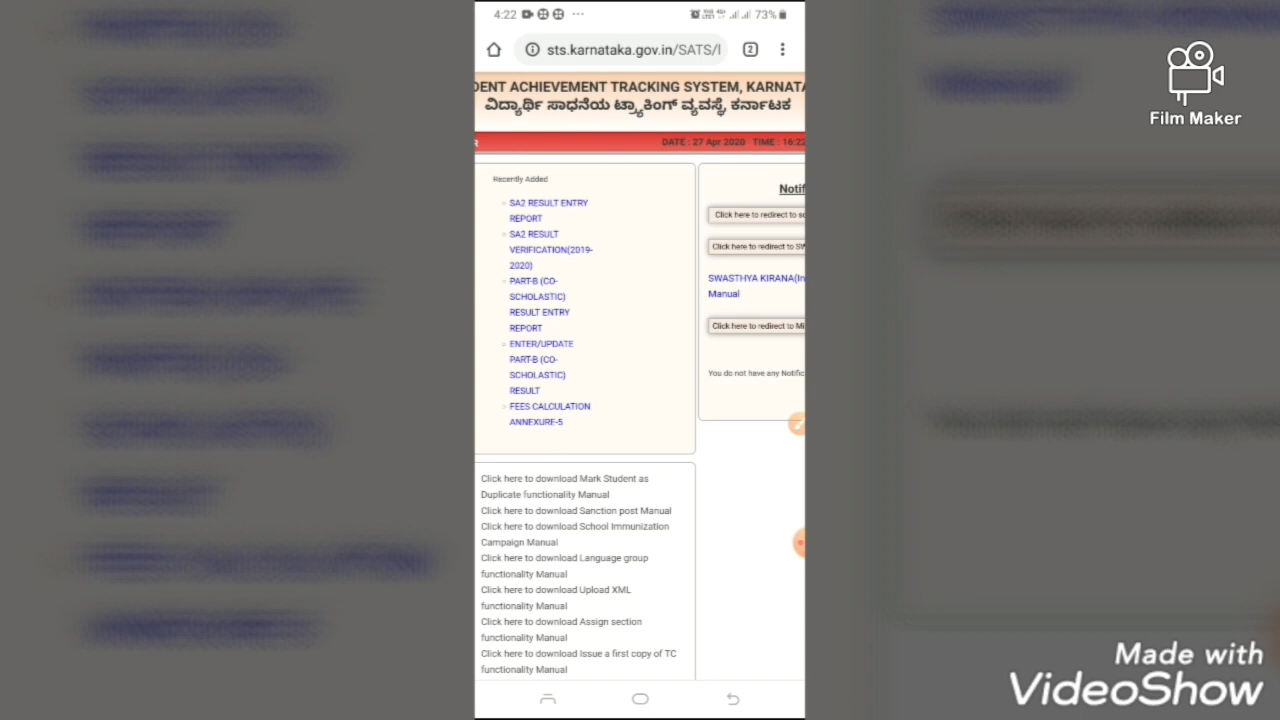 4:22
73%
sts.karnataka.gov.in/SATS/
2
DENT ACHIEVEMENT TRACKING SYSTEM, KARNATA
ವಿದ್ಯಾರ್ಥಿ ಸಾಧನೆಯ ಟ್ರ್ಯಾಕಿಂಗ್ ವ್ಯವಸ್ಥೆ, ಕರ್ನಾಟಕ
R
DATE : 27 Apr 2020 TIME : 16:22
Recently Added
SA2 RESULT ENTRY
REPORT
SA2 RESULT
VERIFICATION(2019-
2020)
PART-B (CO-
SCHOLASTIC)
RESULT ENTRY
REPORT
ENTER/UPDATE
PART-B (CO-
SCHOLASTIC)
RESULT
FEES CALCULATION
ANNEXURE-5
Notif
Click here to redirect to sc
Click here to redirect to SW
SWASTHYA KIRANA(In
Manual
Click here to redirect to Mi
You do not have any Notific
Click here to download Mark Student as
Duplicate functionality Manual
Click here to download Sanction post Manual
Click here to download School Immunization
Campaign Manual
Click here to download Language group
functionality Manual
Click here to download Upload XML
functionality Manual
Click here to download Assign section
functionality Manual
Click here to download Issue a first copy of TC
functionality Manual
Film Maker
Made with
VideoShow